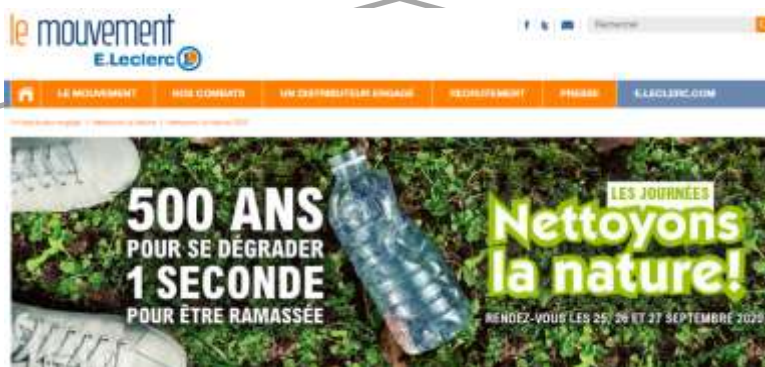 le mouvement
E.Leclerc
Rechercher
LE MOUVEMENT
NOS COMBATS
UN DISTRIBUTEUR ENGAGÉ
RECRUTEMENT
PRESSE
E.LECLERC.COM
500 ANS
POUR SE DÉGRADER
1 SECONDE
POUR ÊTRE RAMASSÉE
LES JOURNÉES
Nettoyons
la nature!
RENDEZ-VOUS LES 25, 26 ET 27 SEPTEMBRE 2020